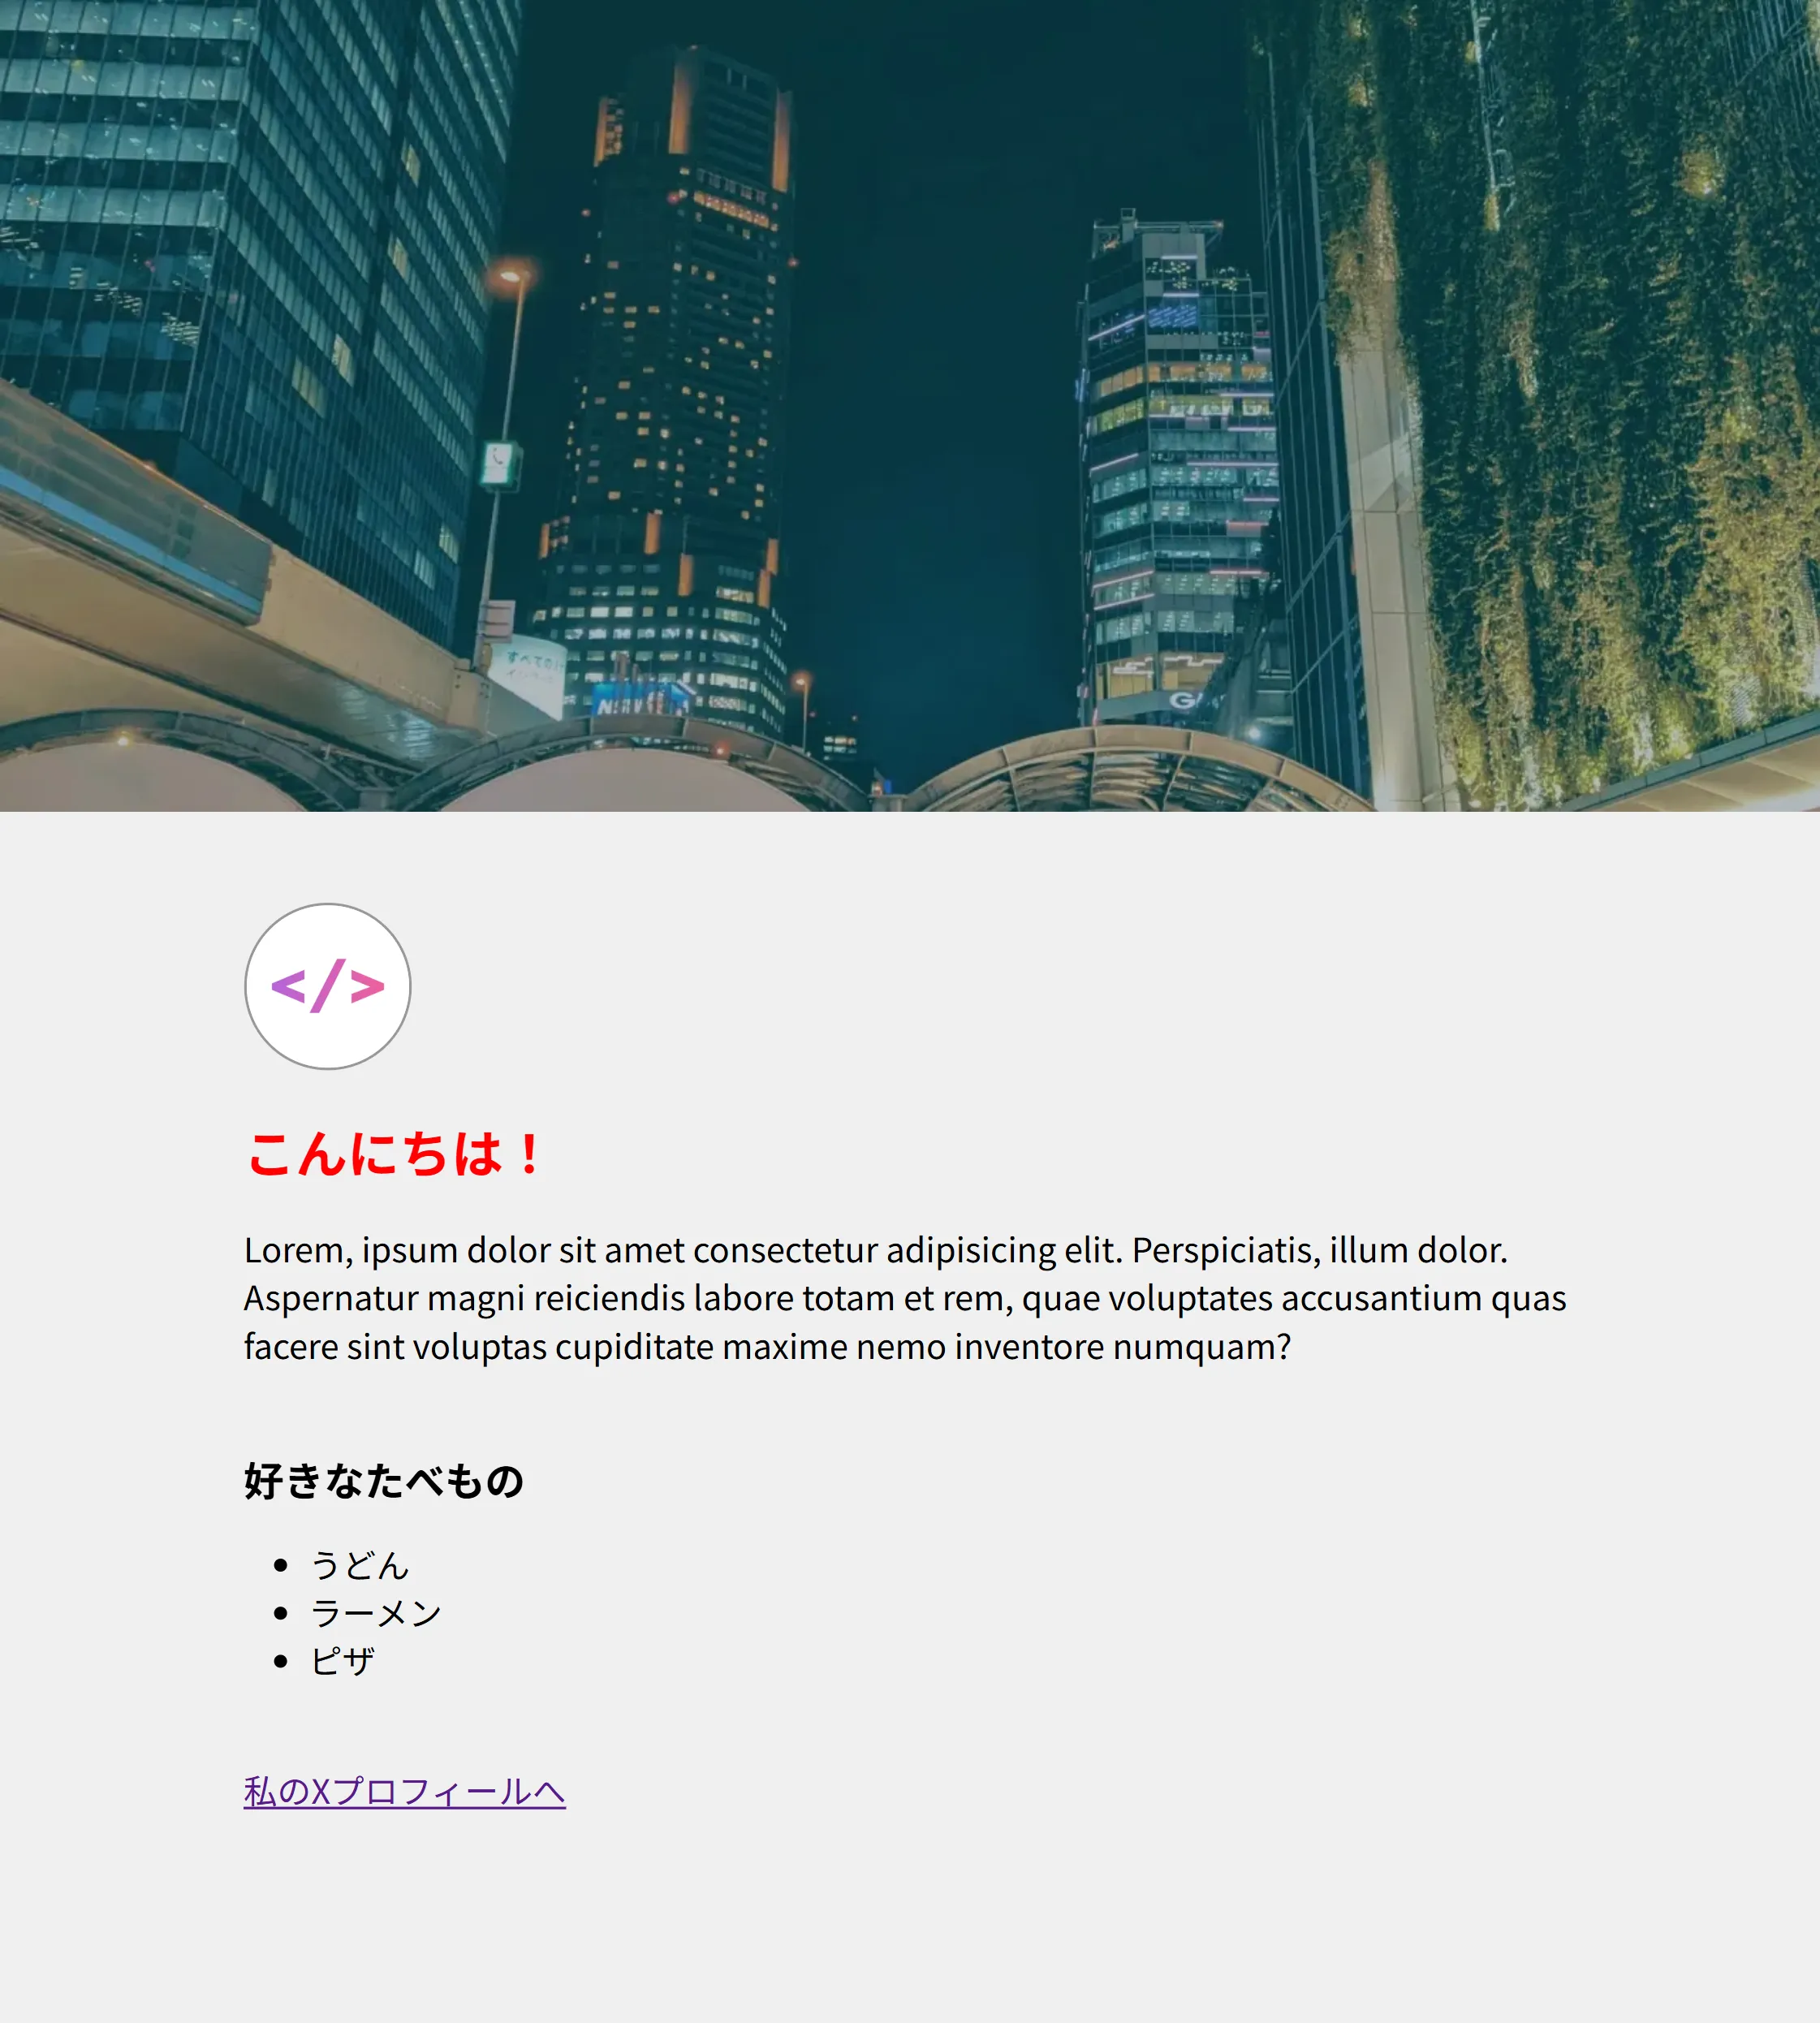 </>
こんにちは！
Lorem, ipsum dolor sit amet consectetur adipisicing elit. Perspiciatis, illum dolor.
Aspernatur magni reiciendis labore totam et rem, quae voluptates accusantium quas
facere sint voluptas cupiditate maxime nemo inventore numquam?
好きなたべもの
うどん
ラーメン
ピザ
私のXプロフィールへ